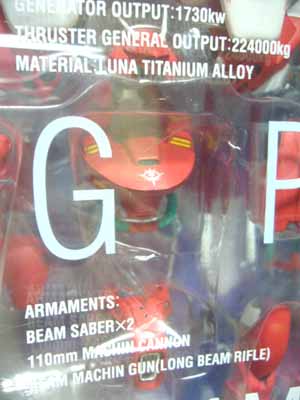 GENERATOR OUTPUT:1730kw
THRUSTER GENERAL OUTPUT:224000kg
MATERIAL:LUNA TITANIUM ALLOY
G
ARMAMENTS:
BEAM SABER×2
110mm MACHIN CANNON
BEAM MACHIN GUN(LONG BEAM RIFLE)